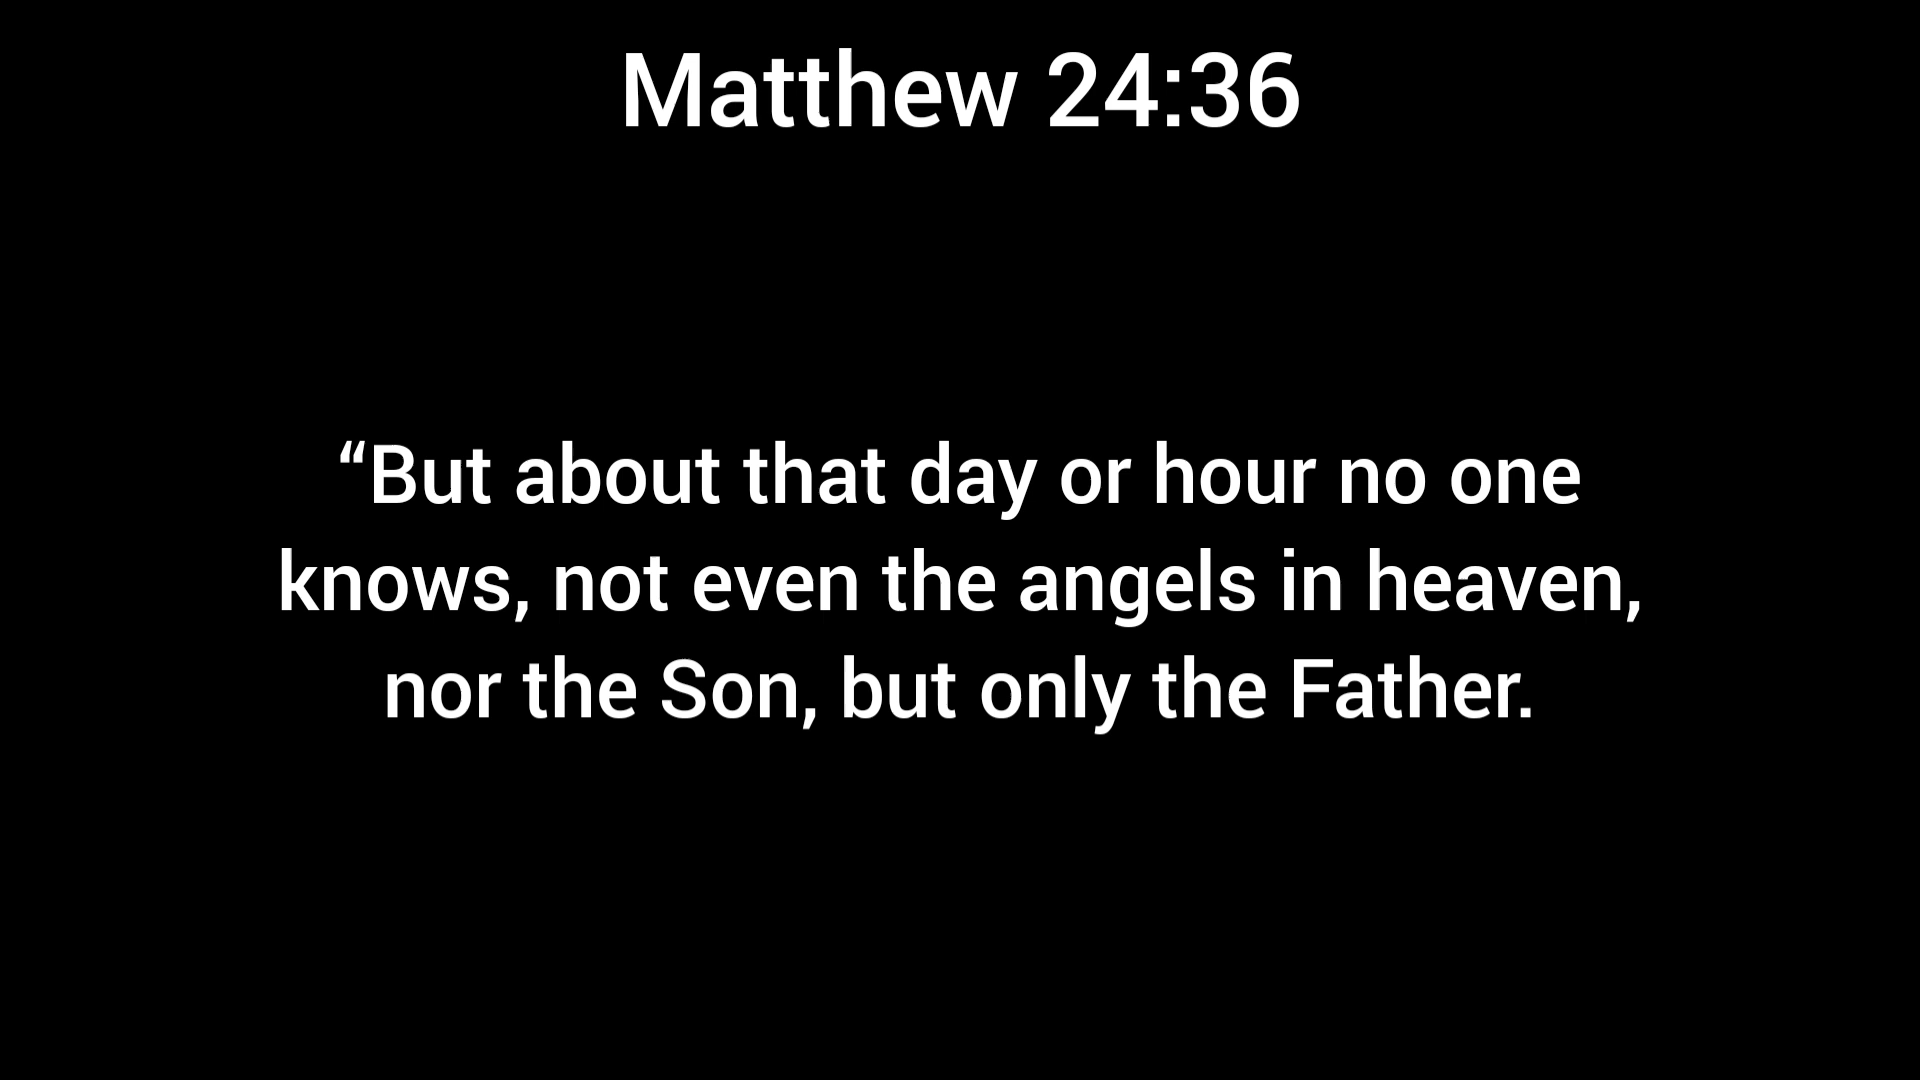 Matthew 24:36
“But about that day or hour no one
knows, not even the angels in heaven,
nor the Son, but only the Father.